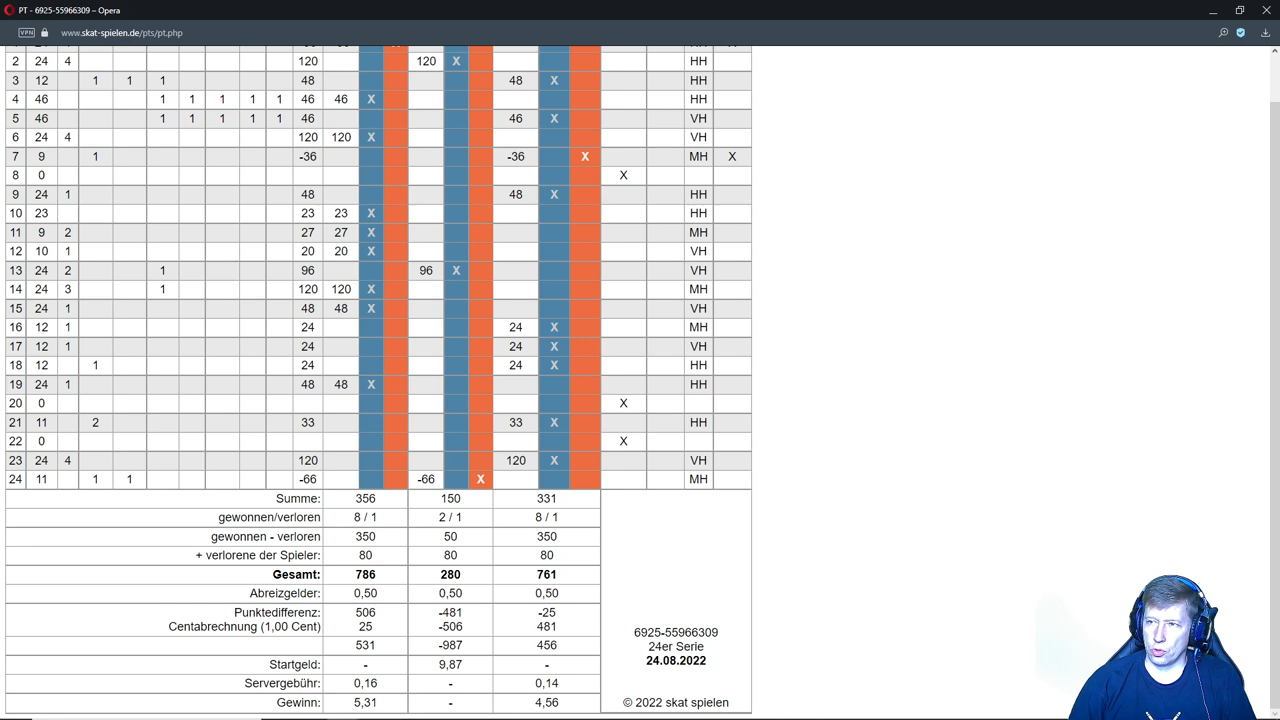 PT - 6925-55966309 – Opera
VPN www.skat-spielen.de/pts/pt.php
2 24 4 120 120 X HH
3 12 1 1 1 48 48 X HH
4 46 1 1 1 1 1 46 46 X HH
5 46 1 1 1 1 1 46 46 X VH
6 24 4 120 120 X VH
7 9 1 -36 -36 X MH X
8 0 X
9 24 1 48 48 X HH
10 23 23 23 X HH
11 9 2 27 27 X MH
12 10 1 20 20 X VH
13 24 2 1 96 96 X VH
14 24 3 1 120 120 X MH
15 24 1 48 48 X VH
16 12 1 24 24 X MH
17 12 1 24 24 X VH
18 12 1 24 24 X HH
19 24 1 48 48 X HH
20 0 X
21 11 2 33 33 X HH
22 0 X
23 24 4 120 120 X VH
24 11 1 1 -66 -66 X MH
Summe: 356 150 331
gewonnen/verloren 8 / 1 2 / 1 8 / 1
gewonnen - verloren 350 50 350
+ verlorene der Spieler: 80 80 80
Gesamt: 786 280 761
Abreizgelder: 0,50 0,50 0,50
Punktedifferenz: 506 -481 -25
Centabrechnung (1,00 Cent) 25 -506 481
531 -987 456
Startgeld: - 9,87 -
Servergebühr: 0,16 - 0,14
Gewinn: 5,31 - 4,56
6925-55966309
24er Serie
24.08.2022
© 2022 skat spielen